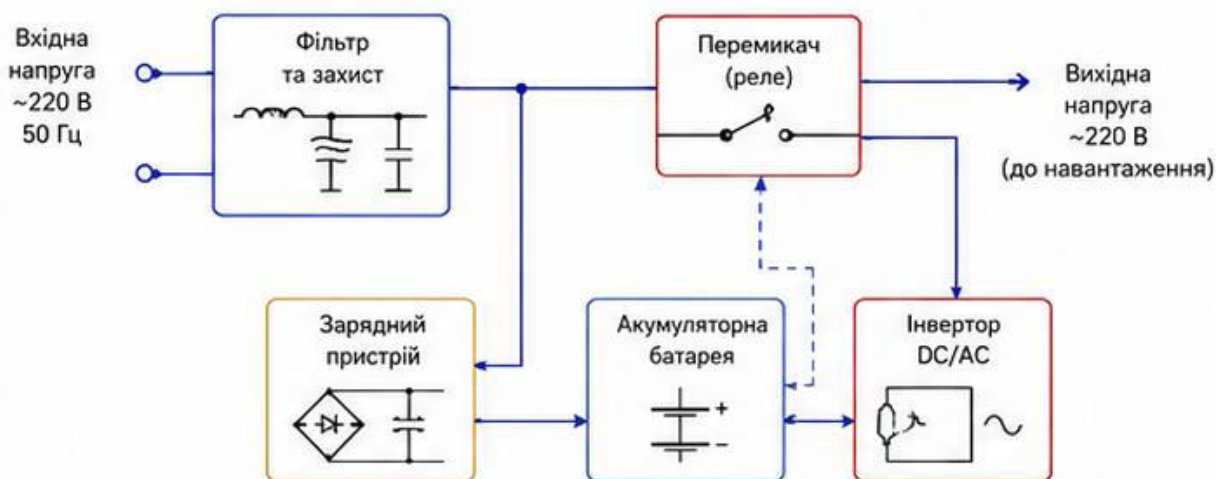 Вхідна
напруга
~220 В
50 Гц
Фільтр
та захист
Перемикач
(реле)
Вихідна
напруга
~220 В
(до навантаження)
Зарядний
пристрій
Акумуляторна
батарея
+
−
Інвертор
DC/AC